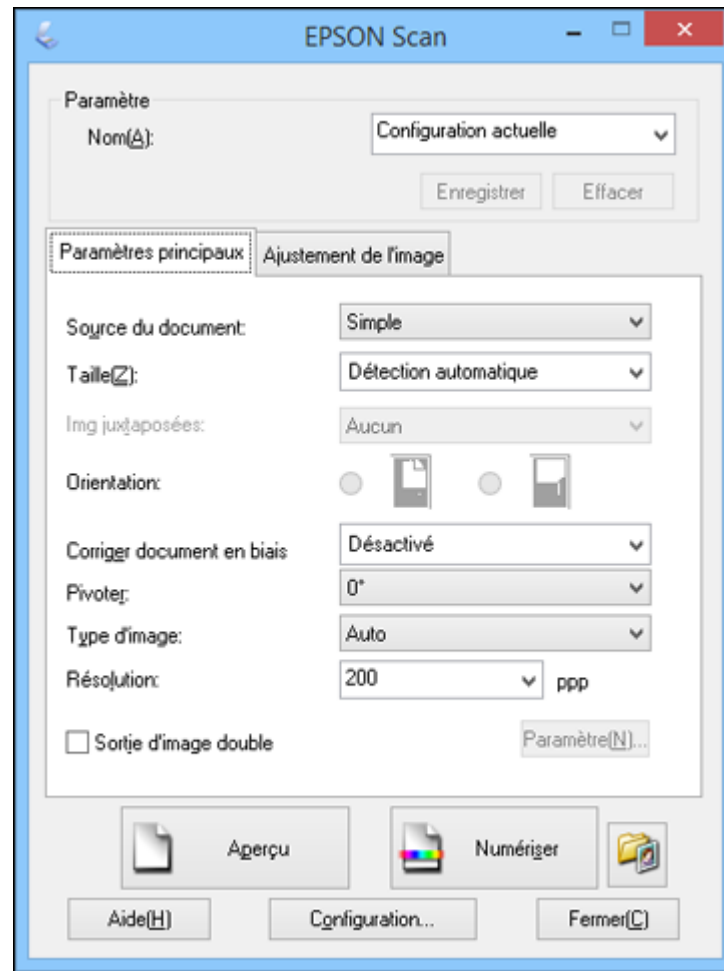 EPSON Scan
Paramètre
Nom(A): Configuration actuelle
Enregistrer Effacer
Paramètres principaux Ajustement de l'image
Source du document: Simple
Taille(Z): Détection automatique
Img juxtaposées: Aucun
Orientation:
Corriger document en biais Désactivé
Pivoter: 0°
Type d'image: Auto
Résolution: 200 ppp
Sortie d'image double Paramètre(N)...
Aperçu Numériser
Aide(H) Configuration... Fermer(C)